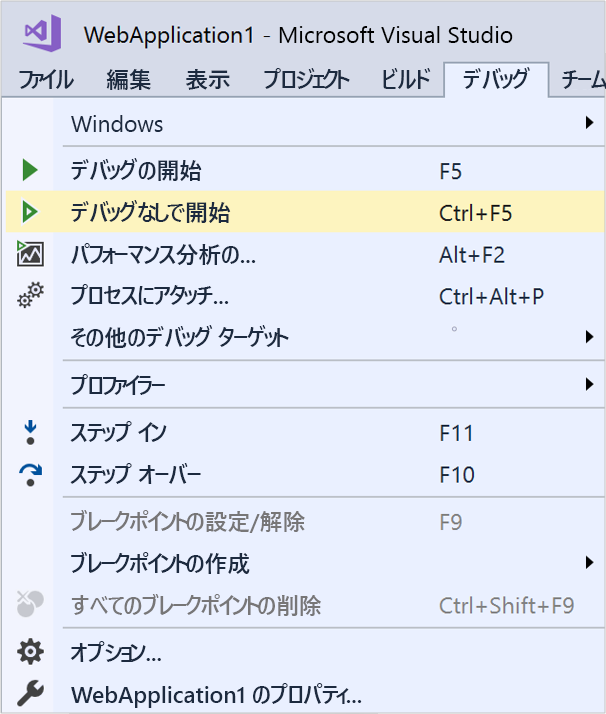 WebApplication1 - Microsoft Visual Studio
ファイル 編集 表示 プロジェクト ビルド デバッグ チーム
Windows
デバッグの開始 F5
デバッグなしで開始 Ctrl+F5
パフォーマンス分析の... Alt+F2
プロセスにアタッチ... Ctrl+Alt+P
その他のデバッグ ターゲット
プロファイラー
ステップ イン F11
ステップ オーバー F10
ブレークポイントの設定/解除 F9
ブレークポイントの作成
すべてのブレークポイントの削除 Ctrl+Shift+F9
オプション...
WebApplication1 のプロパティ...